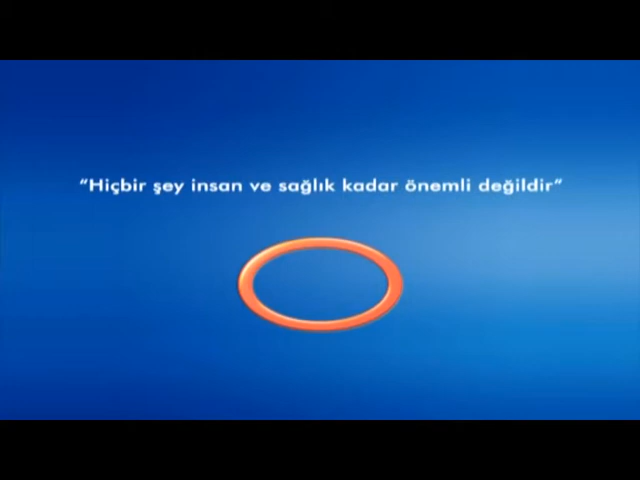 “Hiçbir şey insan ve sağlık kadar önemli değildir”